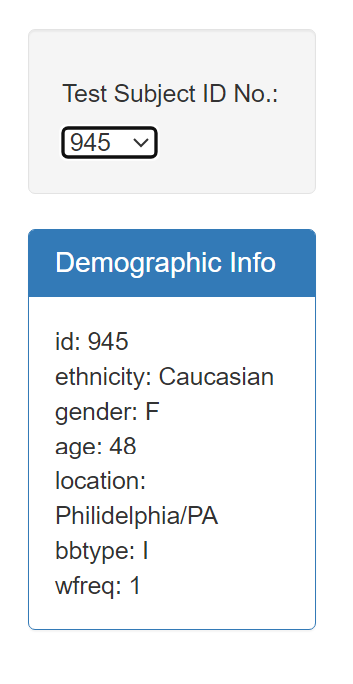 Test Subject ID No.:
945
Demographic Info
id: 945
ethnicity: Caucasian
gender: F
age: 48
location:
Philidelphia/PA
bbtype: I
wfreq: 1